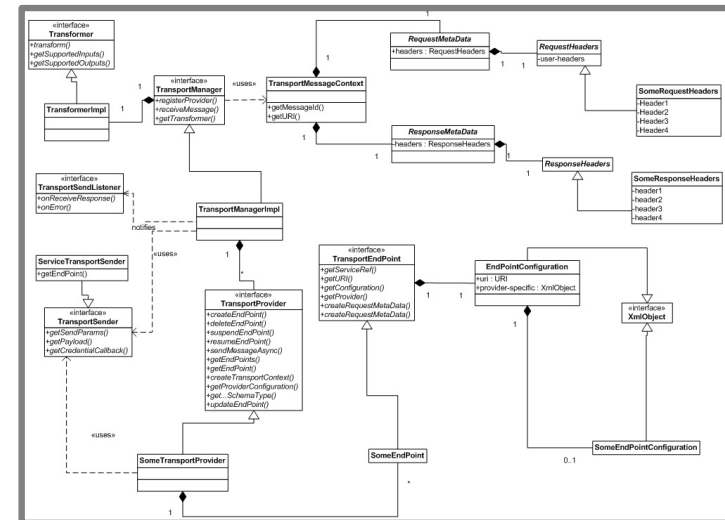 «interface»
Transformer
+transform()
+getSupportedInputs()
+getSupportedOutputs()
TransformerImpl
1
1
«interface»
TransportManager
+registerProvider()
+receiveMessage()
+getTransformer()
«uses»
TransportMessageContext
+getMessageId()
+getURI()
1
1
1
1
RequestMetaData
+headers : RequestHeaders
1
1
RequestHeaders
-user-headers
SomeRequestHeaders
-Header1
-Header2
-Header3
-Header4
ResponseMetaData
-headers : ResponseHeaders
1
1
ResponseHeaders
SomeResponseHeaders
-header1
-header2
-header3
-header4
«interface»
TransportSendListener
+onReceiveResponse()
+onError()
notifies
TransportManagerImpl
1
*
«uses»
ServiceTransportSender
+getEndPoint()
«interface»
TransportSender
+getSendParams()
+getPayload()
+getCredentialCallback()
«uses»
«interface»
TransportProvider
+createEndPoint()
+deleteEndPoint()
+suspendEndPoint()
+resumeEndPoint()
+sendMessageAsync()
+getEndPoints()
+getEndPoint()
+createTransportContext()
+getProviderConfiguration()
+get...SchemaType()
+updateEndPoint()
SomeTransportProvider
1
*
«interface»
TransportEndPoint
+getServiceRef()
+getURI()
+getConfiguration()
+getProvider()
+createRequestMetaData()
+createRequestMetaData()
1
1
EndPointConfiguration
+uri : URI
+provider-specific : XmlObject
1
0..1
«interface»
XmlObject
SomeEndPoint
SomeEndPointConfiguration